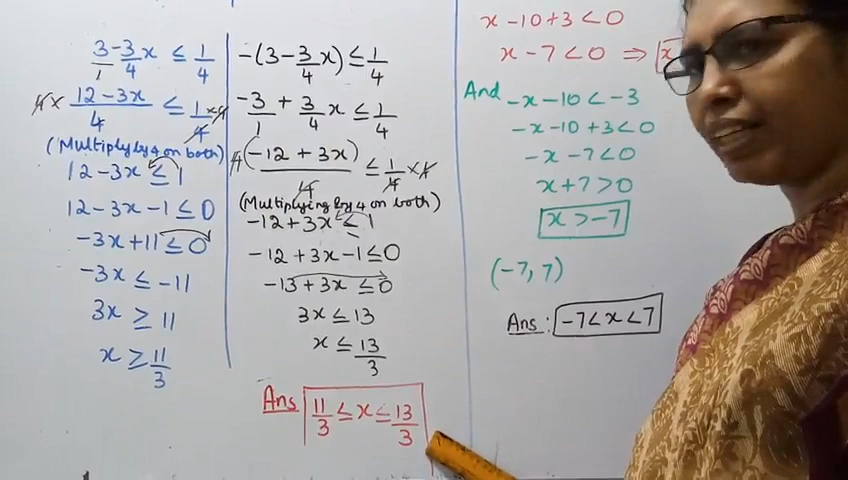 3/1 - 3/4 x ≤ 1/4
4 × (12 - 3x)/4 ≤ 1/4 × 4
(Multiply by 4 on both)
12 - 3x ≤ 1
12 - 3x - 1 ≤ 0
-3x + 11 ≤ 0
-3x ≤ -11
3x ≥ 11
x ≥ 11/3
-(3 - 3/4 x) ≤ 1/4
-3/1 + 3/4 x ≤ 1/4
4(-12 + 3x)/4 ≤ 1/4 × 4
(Multiplying by 4 on both)
-12 + 3x ≤ 1
-12 + 3x - 1 ≤ 0
-13 + 3x ≤ 0
3x ≤ 13
x ≤ 13/3
Ans 11/3 ≤ x ≤ 13/3
x - 10 + 3 < 0
x - 7 < 0 ⇒ x
And -x - 10 < -3
-x - 10 + 3 < 0
-x - 7 < 0
x + 7 > 0
x > -7
(-7, 7)
Ans : -7 < x < 7